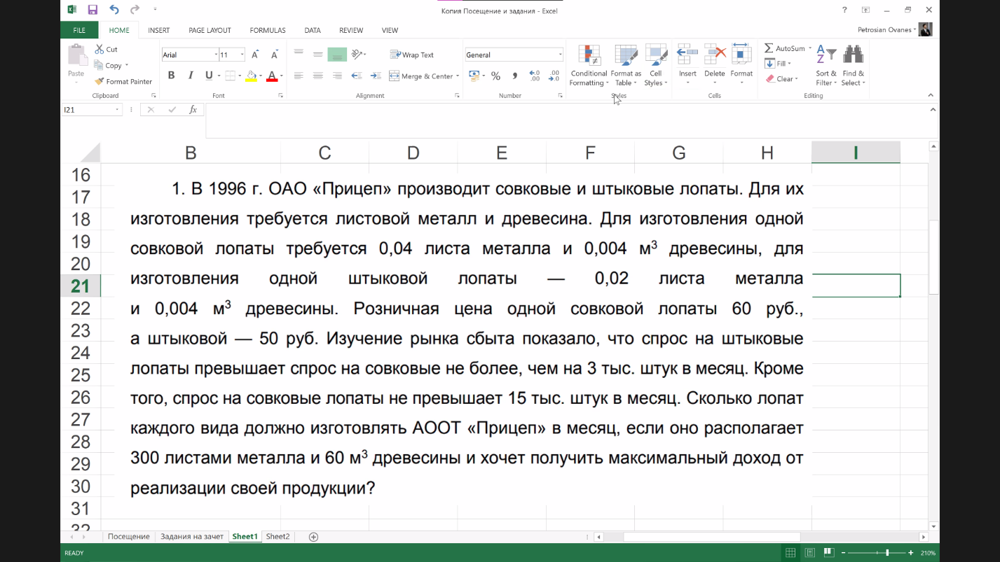 Копия Посещение и задания - Excel
?
FILE
HOME
INSERT
PAGE LAYOUT
FORMULAS
DATA
REVIEW
VIEW
Petrosian Ovanes
Paste
Cut
Copy
Format Painter
Clipboard
Arial
11
B I U
Font
Wrap Text
Merge & Center
Alignment
General
%
Number
Conditional Formatting
Format as Table
Cell Styles
Styles
Insert
Delete
Format
Cells
AutoSum
Fill
Clear
Sort & Filter
Find & Select
Editing
I21
fx
B C D E F G H I
16
17
18
19
20
21
22
23
24
25
26
27
28
29
30
31
32
1. В 1996 г. ОАО «Прицеп» производит совковые и штыковые лопаты. Для их
изготовления требуется листовой металл и древесина. Для изготовления одной
совковой лопаты требуется 0,04 листа металла и 0,004 м³ древесины, для
изготовления одной штыковой лопаты — 0,02 листа металла
и 0,004 м³ древесины. Розничная цена одной совковой лопаты 60 руб.,
а штыковой — 50 руб. Изучение рынка сбыта показало, что спрос на штыковые
лопаты превышает спрос на совковые не более, чем на 3 тыс. штук в месяц. Кроме
того, спрос на совковые лопаты не превышает 15 тыс. штук в месяц. Сколько лопат
каждого вида должно изготовлять АООТ «Прицеп» в месяц, если оно располагает
300 листами металла и 60 м³ древесины и хочет получить максимальный доход от
реализации своей продукции?
Посещение
Задания на зачет
Sheet1
Sheet2
READY
210%